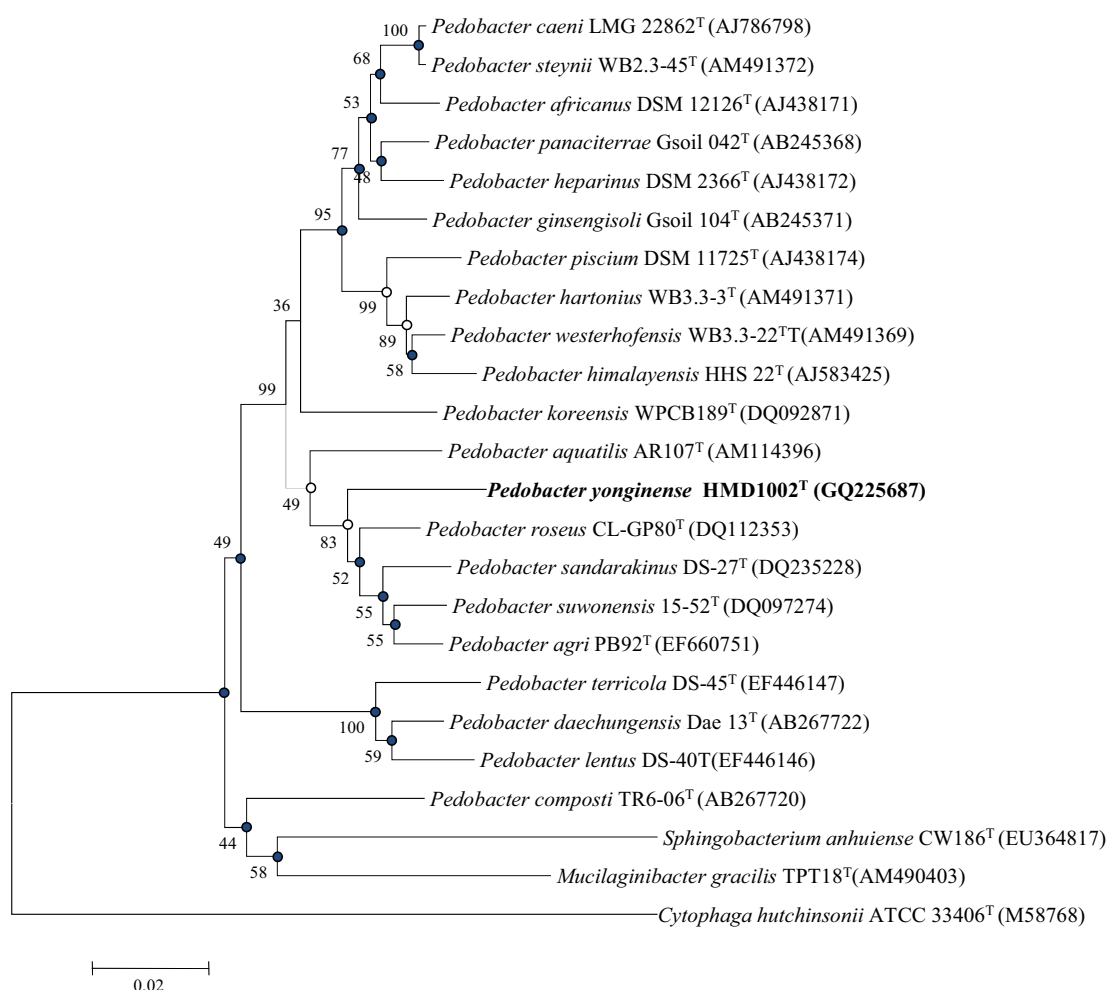 100
Pedobacter caeni LMG 22862ᵀ (AJ786798)
68
Pedobacter steynii WB2.3-45ᵀ (AM491372)
53
Pedobacter africanus DSM 12126ᵀ (AJ438171)
77
Pedobacter panaciterrae Gsoil 042ᵀ (AB245368)
48
Pedobacter heparinus DSM 2366ᵀ (AJ438172)
95
Pedobacter ginsengisoli Gsoil 104ᵀ (AB245371)
Pedobacter piscium DSM 11725ᵀ (AJ438174)
99
36
Pedobacter hartonius WB3.3-3ᵀ (AM491371)
89
Pedobacter westerhofensis WB3.3-22ᵀT(AM491369)
58
Pedobacter himalayensis HHS 22ᵀ (AJ583425)
99
Pedobacter koreensis WPCB189ᵀ (DQ092871)
Pedobacter aquatilis AR107ᵀ (AM114396)
49
Pedobacter yonginense HMD1002ᵀ (GQ225687)
83
49
Pedobacter roseus CL-GP80ᵀ (DQ112353)
52
Pedobacter sandarakinus DS-27ᵀ (DQ235228)
55
Pedobacter suwonensis 15-52ᵀ (DQ097274)
55
Pedobacter agri PB92ᵀ (EF660751)
Pedobacter terricola DS-45ᵀ (EF446147)
100
Pedobacter daechungensis Dae 13ᵀ (AB267722)
59
Pedobacter lentus DS-40T(EF446146)
Pedobacter composti TR6-06ᵀ (AB267720)
44
Sphingobacterium anhuiense CW186ᵀ (EU364817)
58
Mucilaginibacter gracilis TPT18ᵀ(AM490403)
Cytophaga hutchinsonii ATCC 33406ᵀ (M58768)
0.02